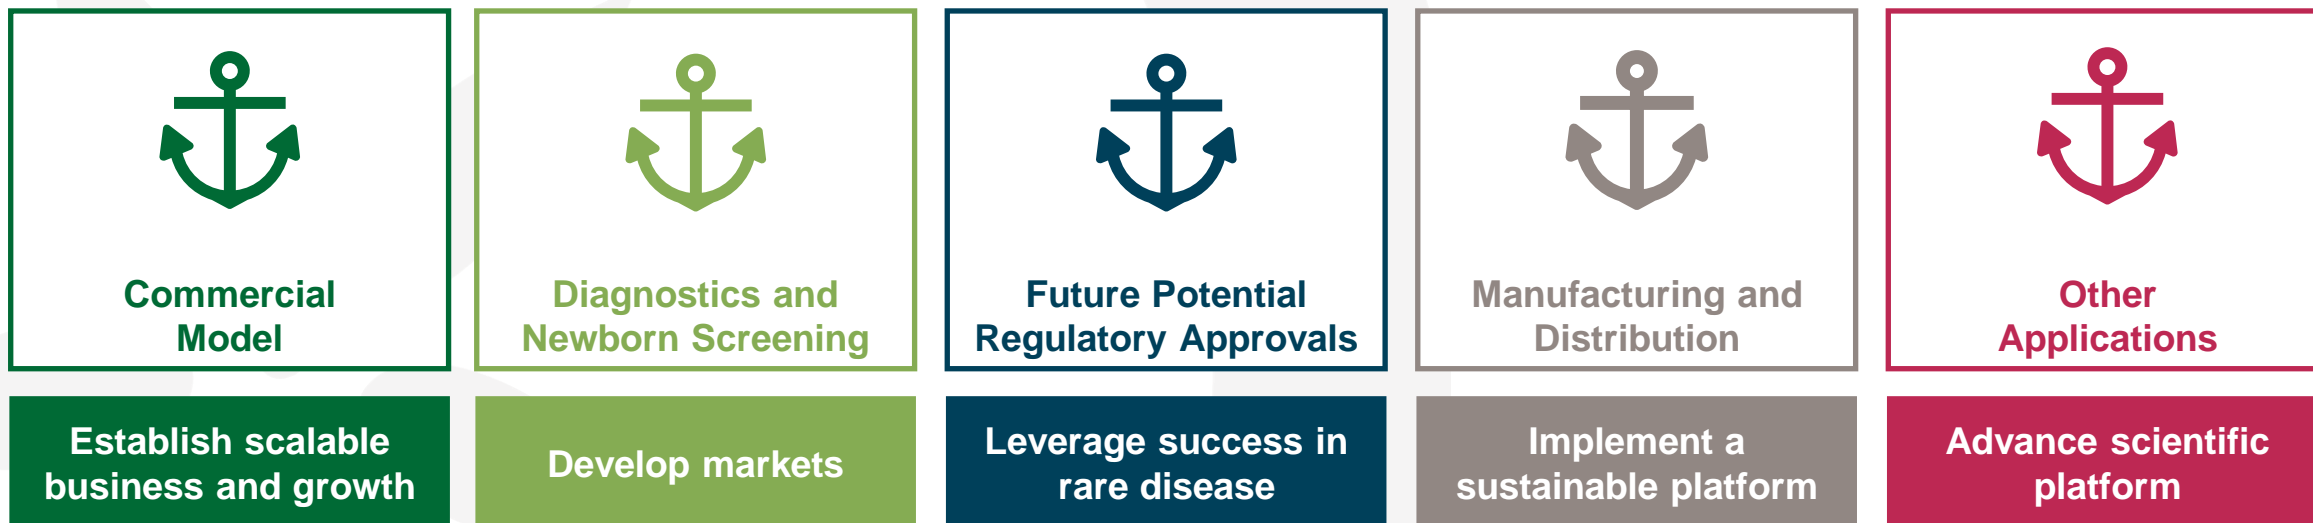 Commercial
Model
Diagnostics and
Newborn Screening
Future Potential
Regulatory Approvals
Manufacturing and
Distribution
Other
Applications
Establish scalable
business and growth
Develop markets
Leverage success in
rare disease
Implement a
sustainable platform
Advance scientific
platform